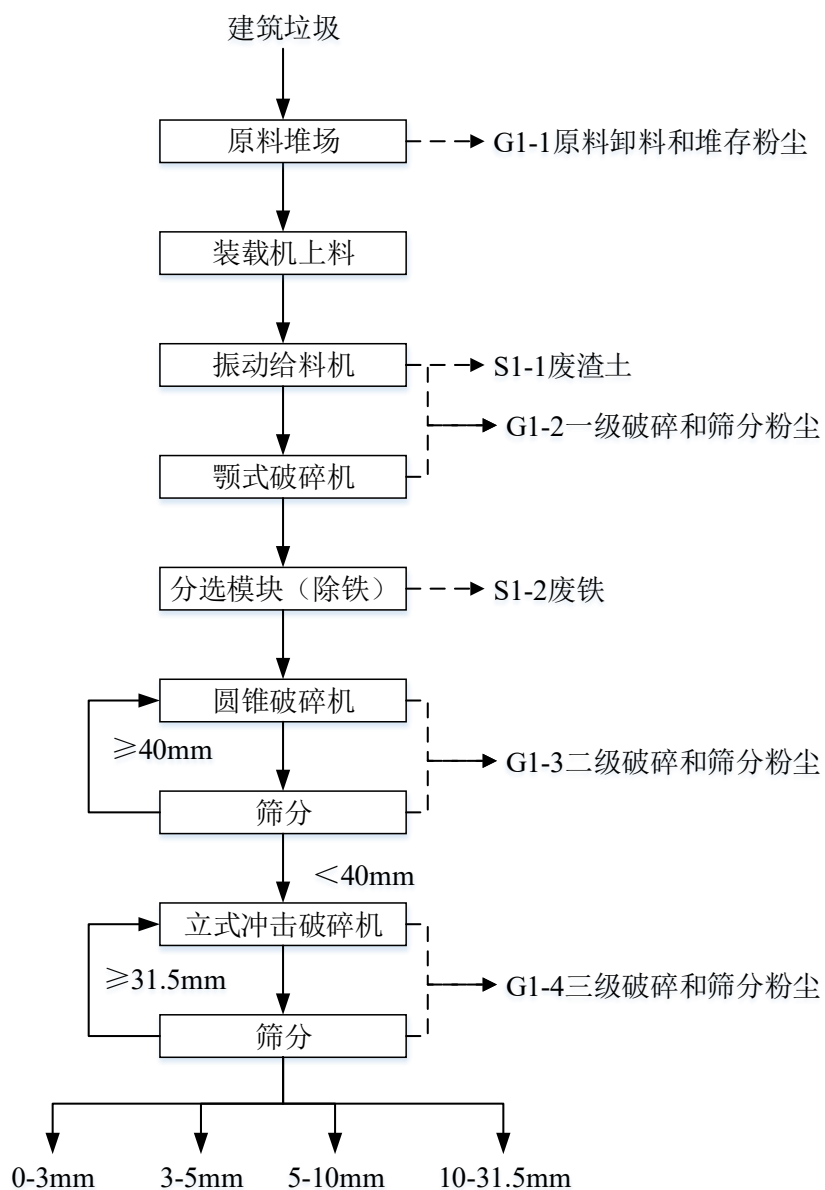 建筑垃圾
原料堆场
G1-1原料卸料和堆存粉尘
装载机上料
振动给料机
S1-1废渣土
G1-2一级破碎和筛分粉尘
颚式破碎机
分选模块（除铁）
S1-2废铁
圆锥破碎机
≥40mm
G1-3二级破碎和筛分粉尘
筛分
＜40mm
立式冲击破碎机
≥31.5mm
G1-4三级破碎和筛分粉尘
筛分
0-3mm 3-5mm 5-10mm 10-31.5mm